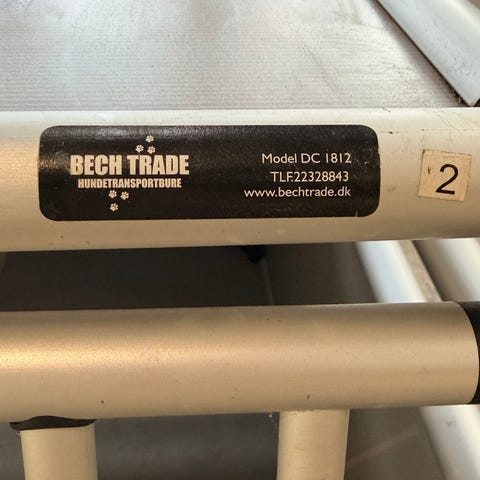 BECH TRADE
HUNDETRANSPORTBURE
Model DC 1812
TLF.22328843
www.bechtrade.dk
2